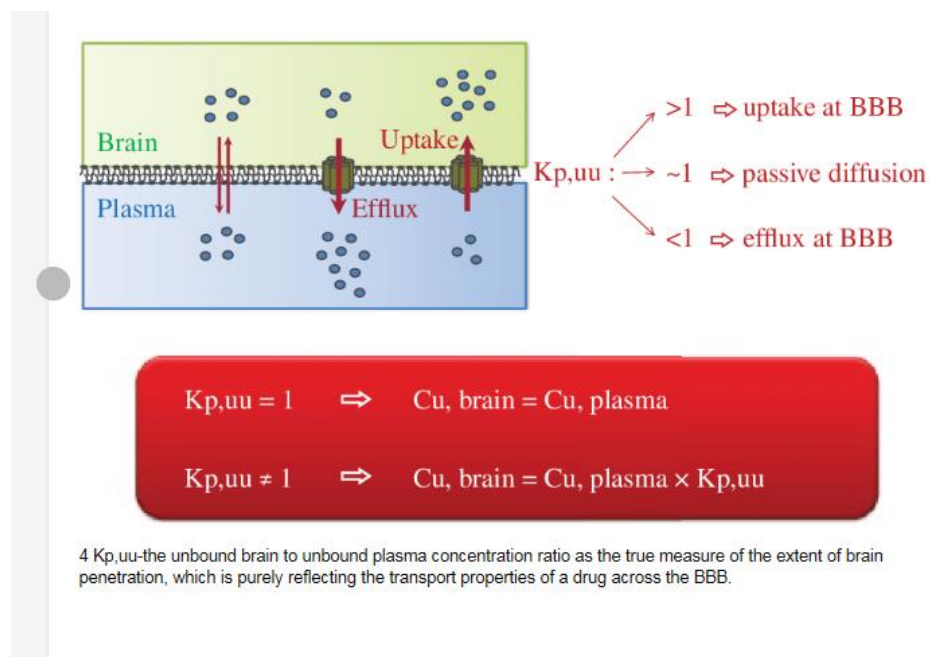 Brain
Uptake
Plasma
Efflux
Kp,uu :
>1 ⇨ uptake at BBB
~1 ⇨ passive diffusion
<1 ⇨ efflux at BBB
Kp,uu = 1 ⇨ Cu, brain = Cu, plasma
Kp,uu ≠ 1 ⇨ Cu, brain = Cu, plasma × Kp,uu
4 Kp,uu-the unbound brain to unbound plasma concentration ratio as the true measure of the extent of brain
penetration, which is purely reflecting the transport properties of a drug across the BBB.